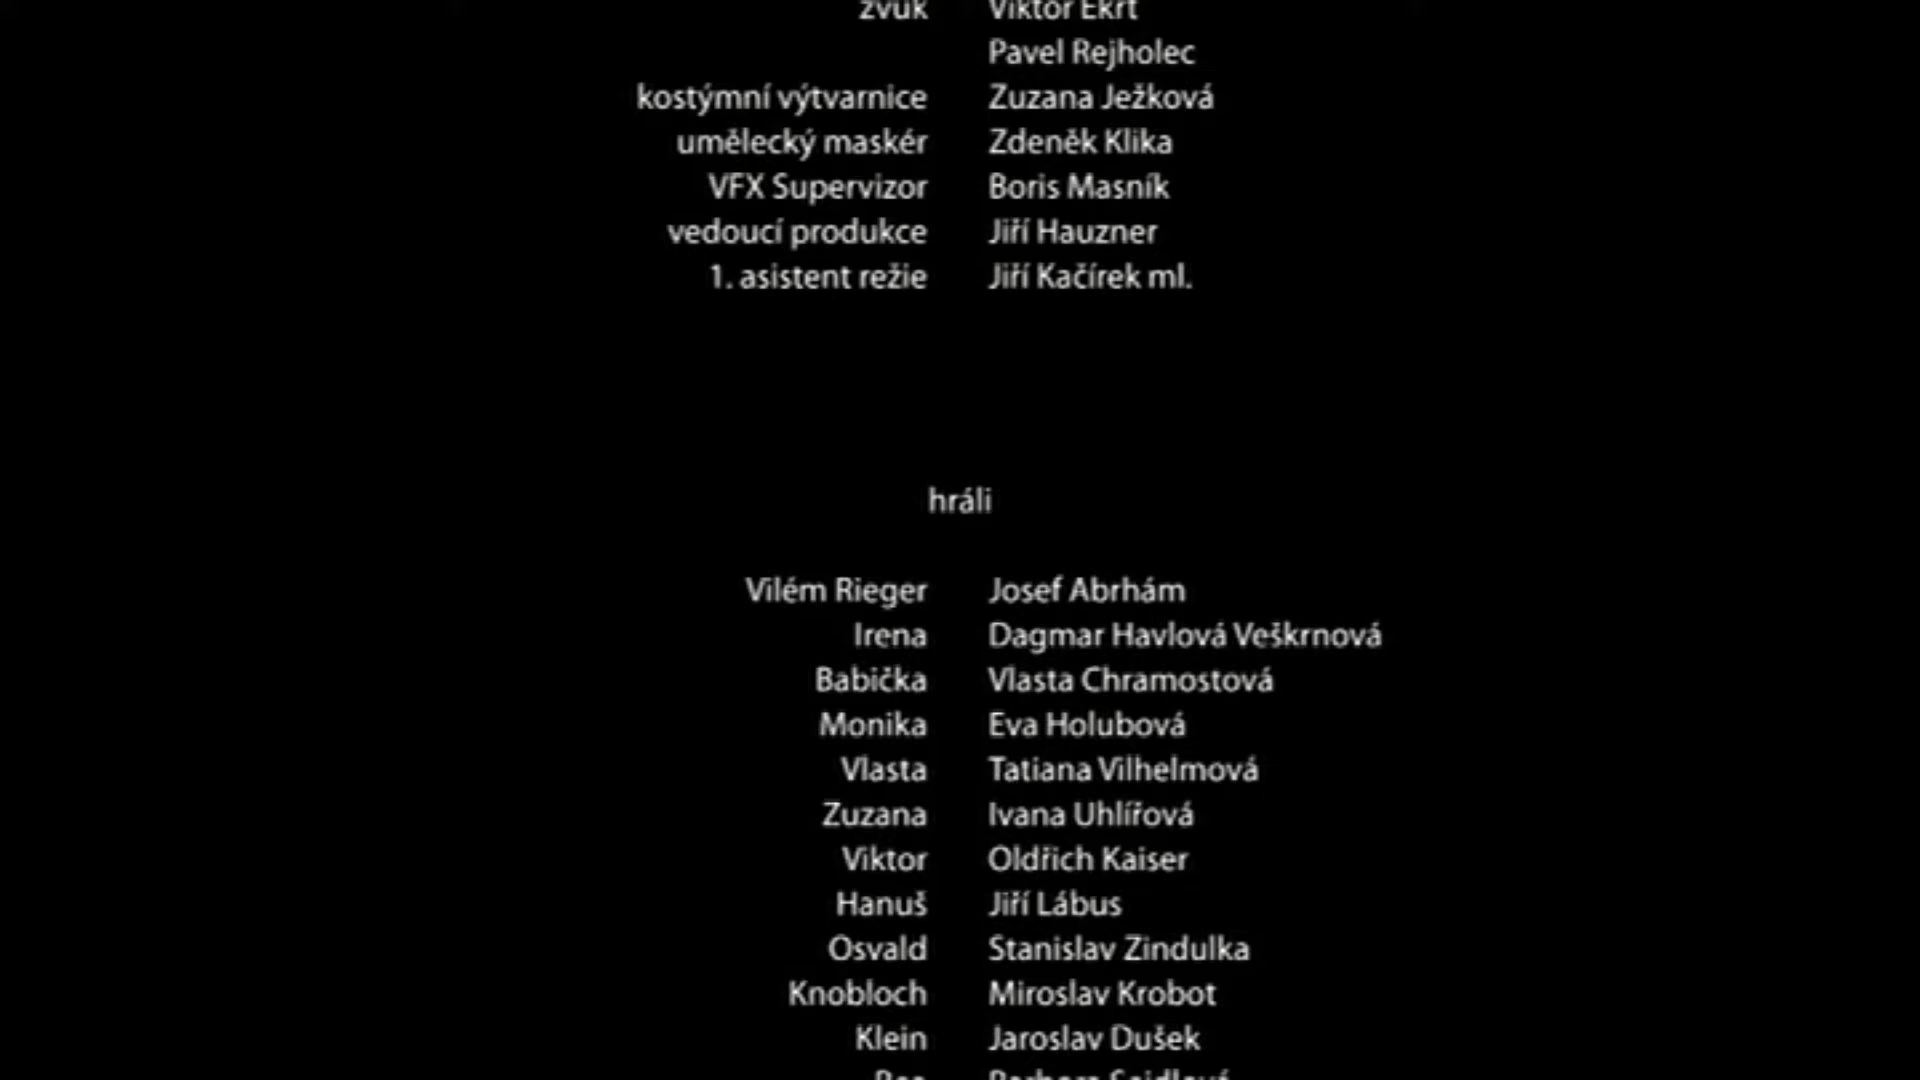 zvuk Viktor Ekrt
Pavel Rejholec
kostýmní výtvarnice Zuzana Ježková
umělecký maskér Zdeněk Klika
VFX Supervizor Boris Masník
vedoucí produkce Jiří Hauzner
1. asistent režie Jiří Kačírek ml.
hráli
Vilém Rieger Josef Abrhám
Irena Dagmar Havlová Veškrnová
Babička Vlasta Chramostová
Monika Eva Holubová
Vlasta Tatiana Vilhelmová
Zuzana Ivana Uhlířová
Viktor Oldřich Kaiser
Hanuš Jiří Lábus
Osvald Stanislav Zindulka
Knobloch Miroslav Krobot
Klein Jaroslav Dušek